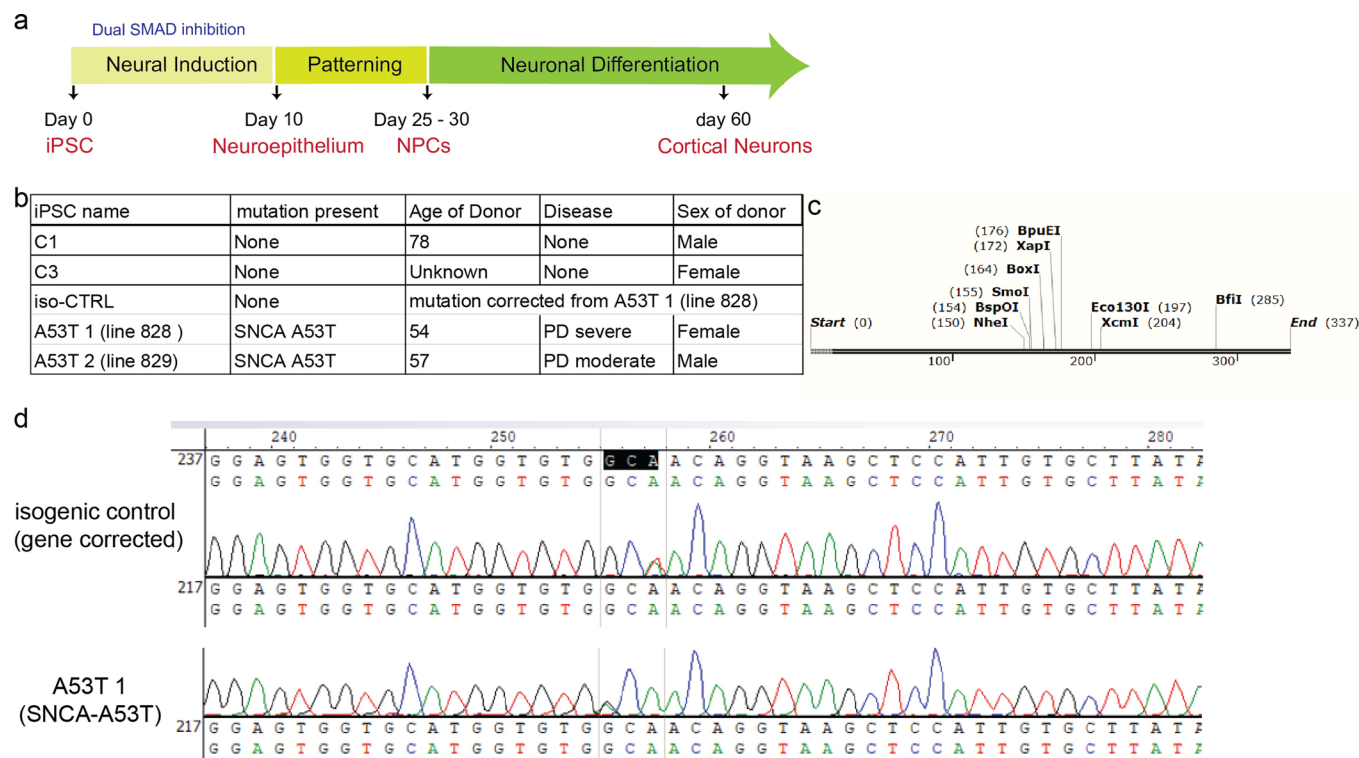 a
Dual SMAD inhibition
Neural Induction Patterning Neuronal Differentiation
Day 0 Day 10 Day 25 - 30 day 60
iPSC Neuroepithelium NPCs Cortical Neurons
b
iPSC name mutation present Age of Donor Disease Sex of donor
C1 None 78 None Male
C3 None Unknown None Female
iso-CTRL None mutation corrected from A53T 1 (line 828)
A53T 1 (line 828 ) SNCA A53T 54 PD severe Female
A53T 2 (line 829) SNCA A53T 57 PD moderate Male
c
(176) BpuEI
(172) XapI
(164) BoxI
(155) SmoI
(154) BspOI Eco130I (197) BfiI (285)
Start (0) (150) NheI XcmI (204) End (337)
100 200 300
d
240 250 260 270 280
237 G G A G T G G T G C A T G G T G T G G C A A C A G G T A A G C T C C A T T G T G C T T A T A
G G A G T G G T G C A T G G T G T G G C A A C A G G T A A G C T C C A T T G T G C T T A T A
isogenic control
(gene corrected)
217 G G A G T G G T G C A T G G T G T G G C A A C A G G T A A G C T C C A T T G T G C T T A T A
G G A G T G G T G C A T G G T G T G G C A A C A G G T A A G C T C C A T T G T G C T T A T A
A53T 1
(SNCA-A53T)
217 G G A G T G G T G C A T G G T G T G G C A A C A G G T A A G C T C C A T T G T G C T T A T A
G G A G T G G T G C A T G G T G T G G C A A C A G G T A A G C T C C A T T G T G C T T A T A